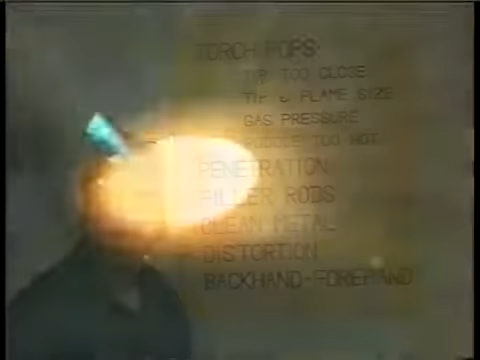 TORCH POPS:
TIP TOO CLOSE
TIP & FLAME SIZE
GAS PRESSURE
PUDDLE TOO HOT
PENETRATION
FILLER RODS
CLEAN METAL
DISTORTION
BACKHAND-FOREHAND